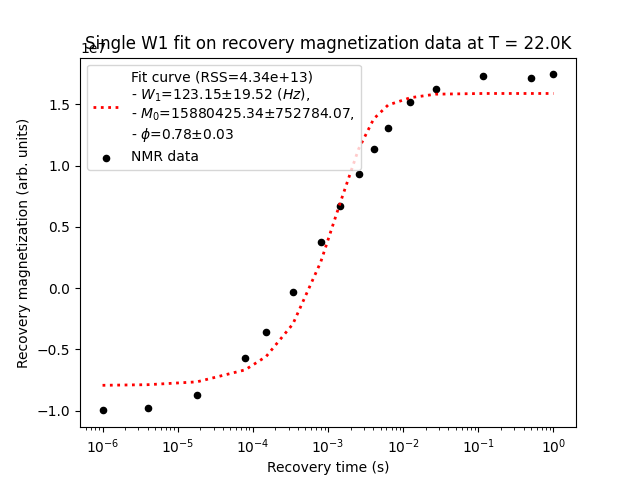 Single W1 fit on recovery magnetization data at T = 22.0K
1e7
Fit curve (RSS=4.34e+13)
- W₁=123.15±19.52 (Hz),
- M₀=15880425.34±752784.07,
- ϕ=0.78±0.03
NMR data
Recovery magnetization (arb. units)
1.5
1.0
0.5
0.0
−0.5
−1.0
10⁻⁶ 10⁻⁵ 10⁻⁴ 10⁻³ 10⁻² 10⁻¹ 10⁰
Recovery time (s)